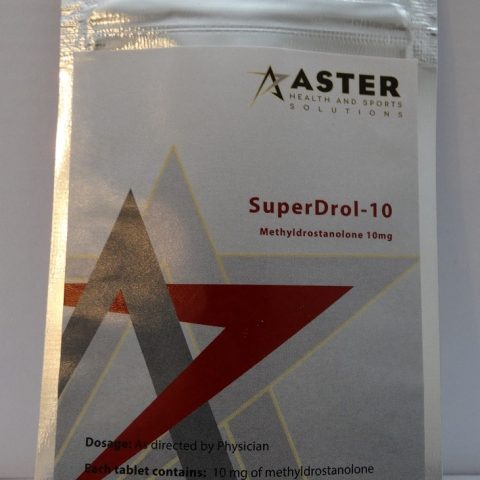 ASTER
HEALTH AND SPORTS
SOLUTIONS
SuperDrol-10
Methyldrostanolone 10mg
Dosage: As directed by Physician
Each tablet contains: 10 mg of methyldrostanolone